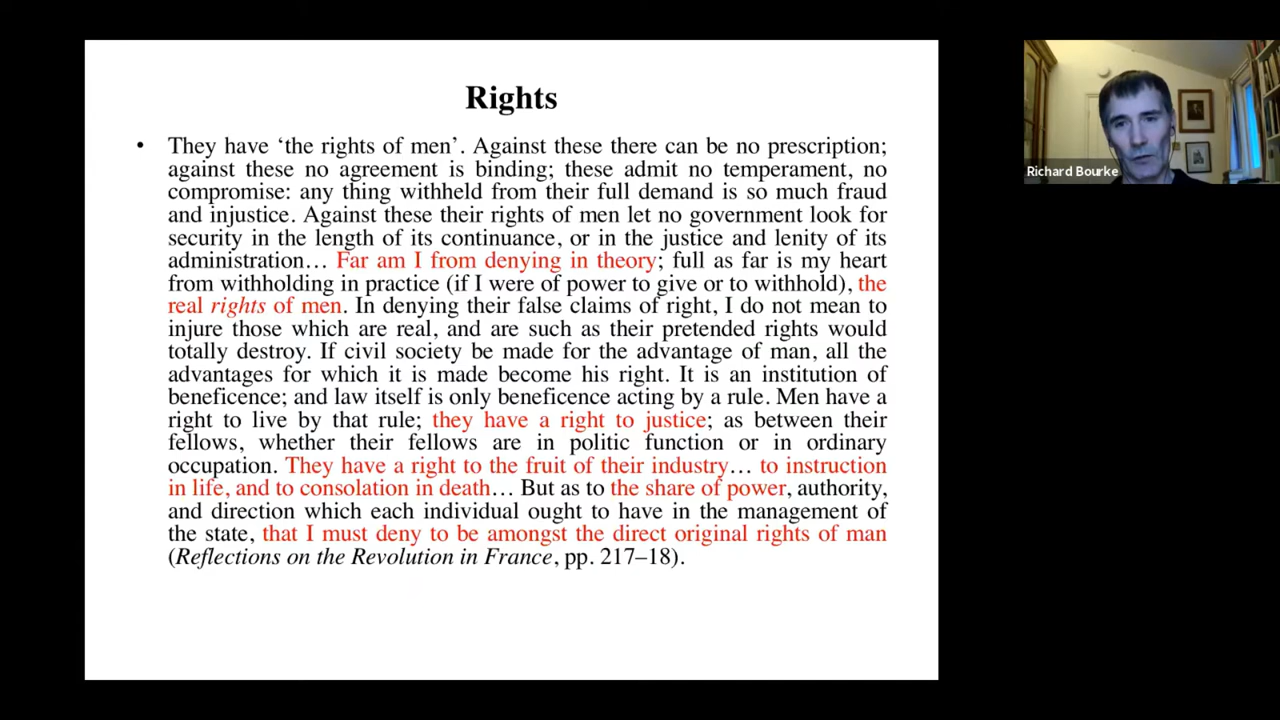 Rights
• They have ‘the rights of men’. Against these there can be no prescription;
against these no agreement is binding; these admit no temperament, no
compromise: any thing withheld from their full demand is so much fraud
and injustice. Against these their rights of men let no government look for
security in the length of its continuance, or in the justice and lenity of its
administration… Far am I from denying in theory; full as far is my heart
from withholding in practice (if I were of power to give or to withhold), the
real rights of men. In denying their false claims of right, I do not mean to
injure those which are real, and are such as their pretended rights would
totally destroy. If civil society be made for the advantage of man, all the
advantages for which it is made become his right. It is an institution of
beneficence; and law itself is only beneficence acting by a rule. Men have a
right to live by that rule; they have a right to justice; as between their
fellows, whether their fellows are in politic function or in ordinary
occupation. They have a right to the fruit of their industry… to instruction
in life, and to consolation in death… But as to the share of power, authority,
and direction which each individual ought to have in the management of
the state, that I must deny to be amongst the direct original rights of man
(Reflections on the Revolution in France, pp. 217–18).
Richard Bourke